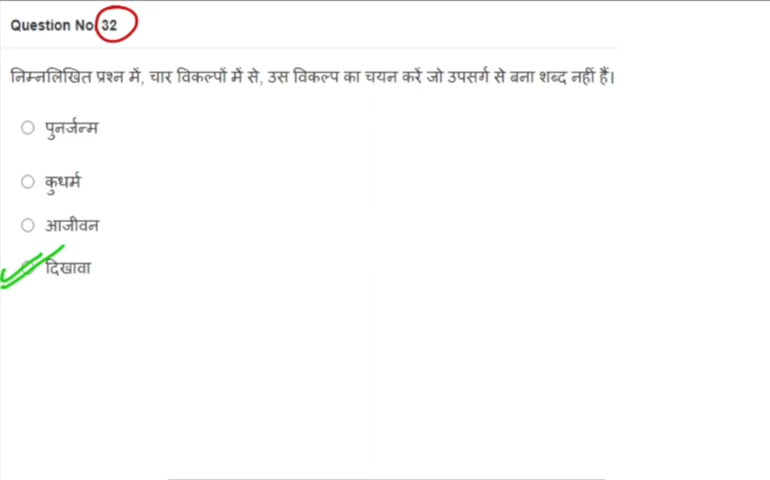 Question No. 32
निम्नलिखित प्रश्न में, चार विकल्पों में से, उस विकल्प का चयन करें जो उपसर्ग से बना शब्द नहीं हैं।
पुनर्जन्म
कुधर्म
आजीवन
दिखावा